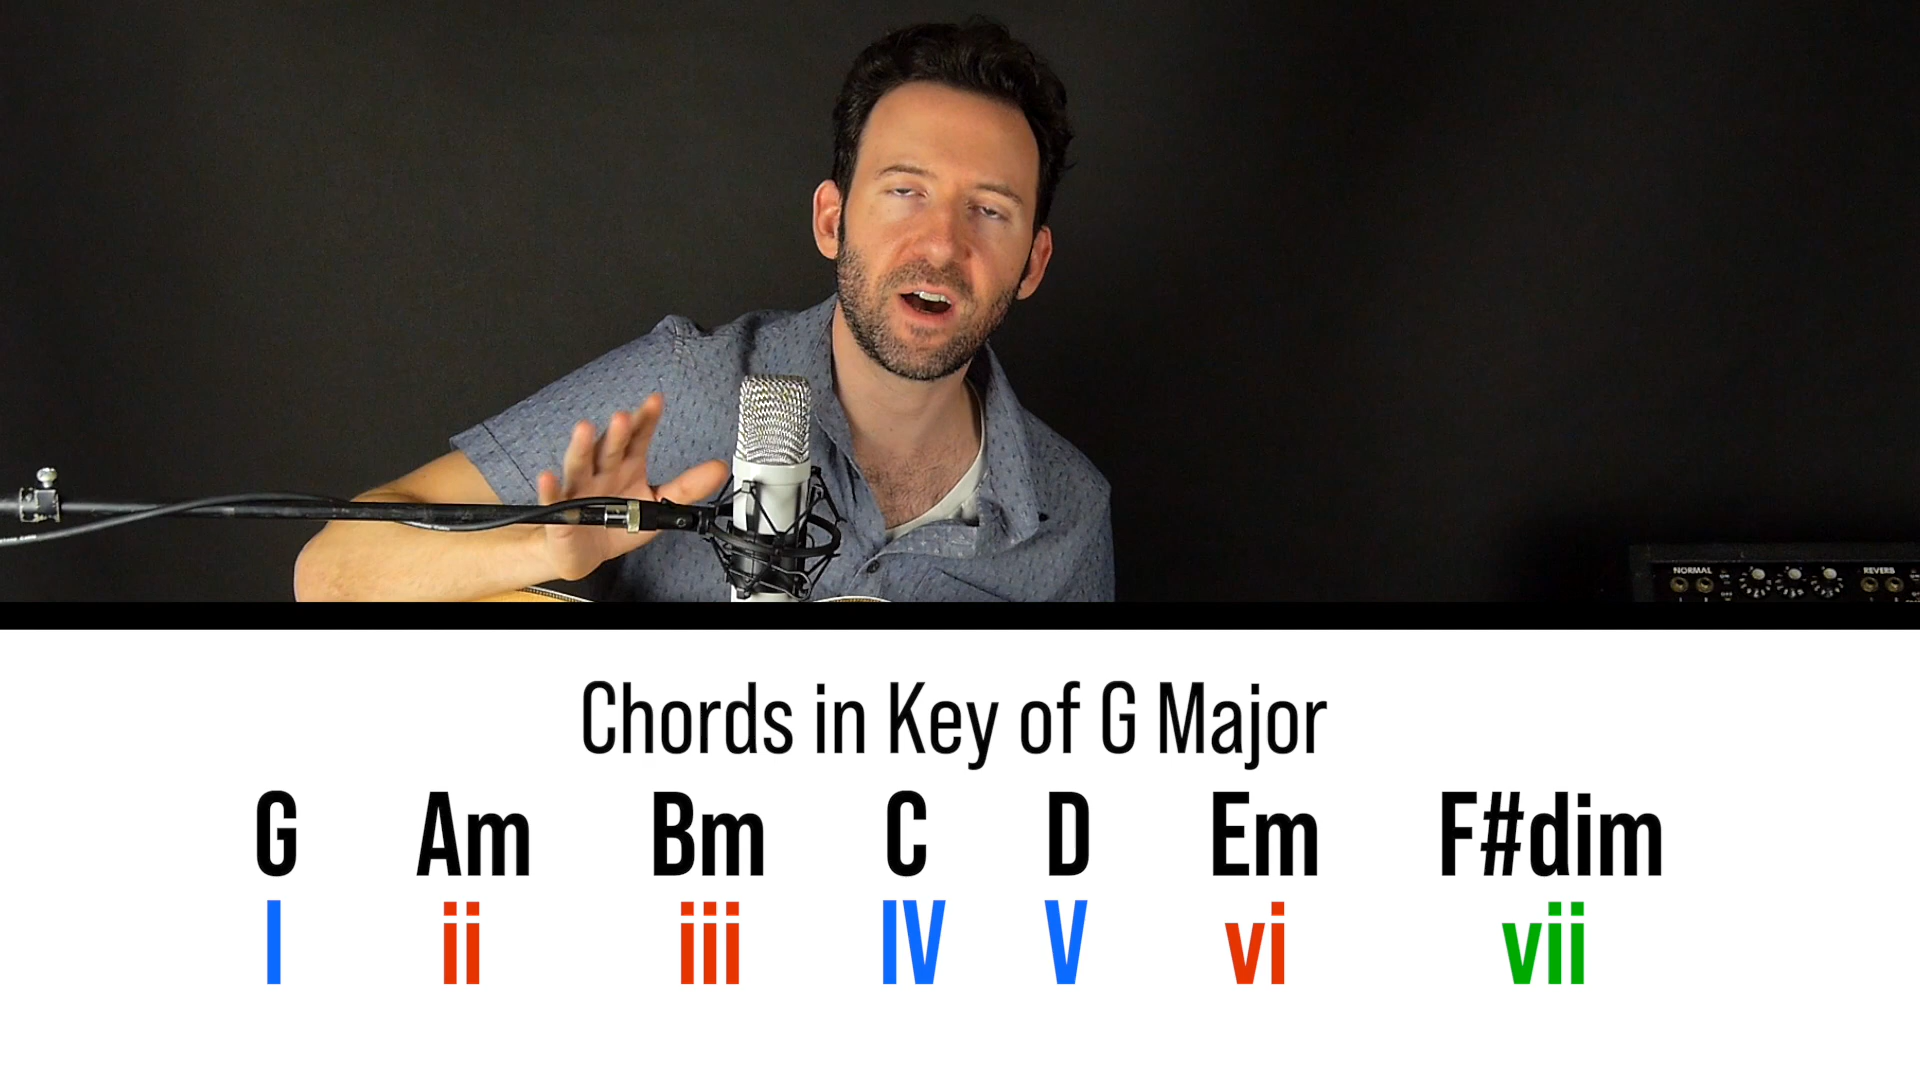 NORMAL REVERB
Chords in Key of G Major
G Am Bm C D Em F#dim
I ii iii IV V vi vii